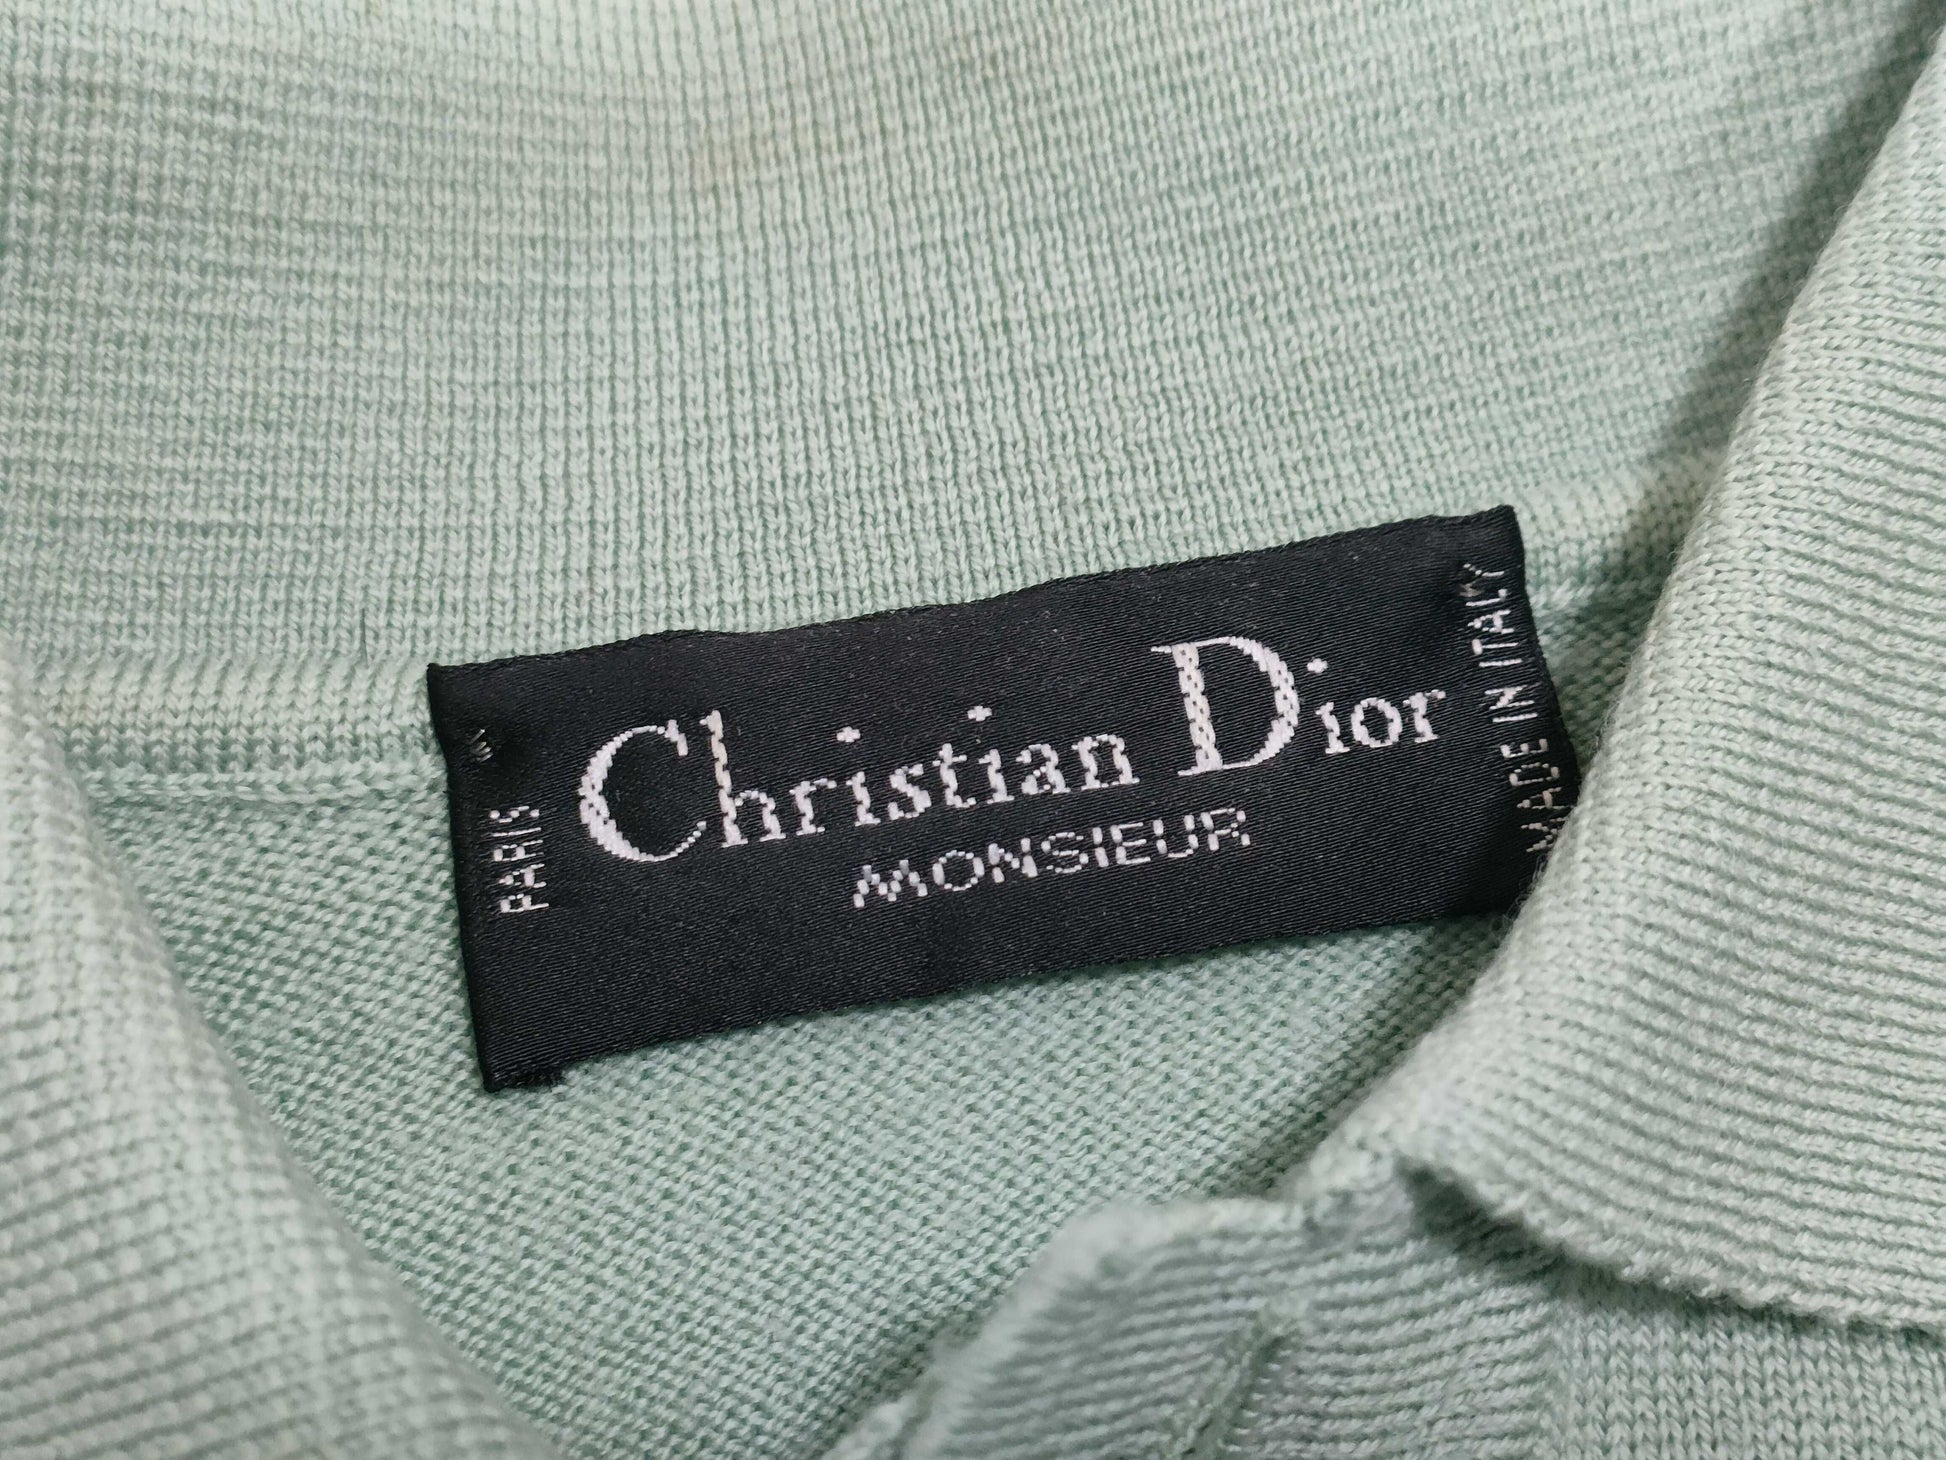 PARIS
Christian Dior
MONSIEUR
MADE IN ITALY